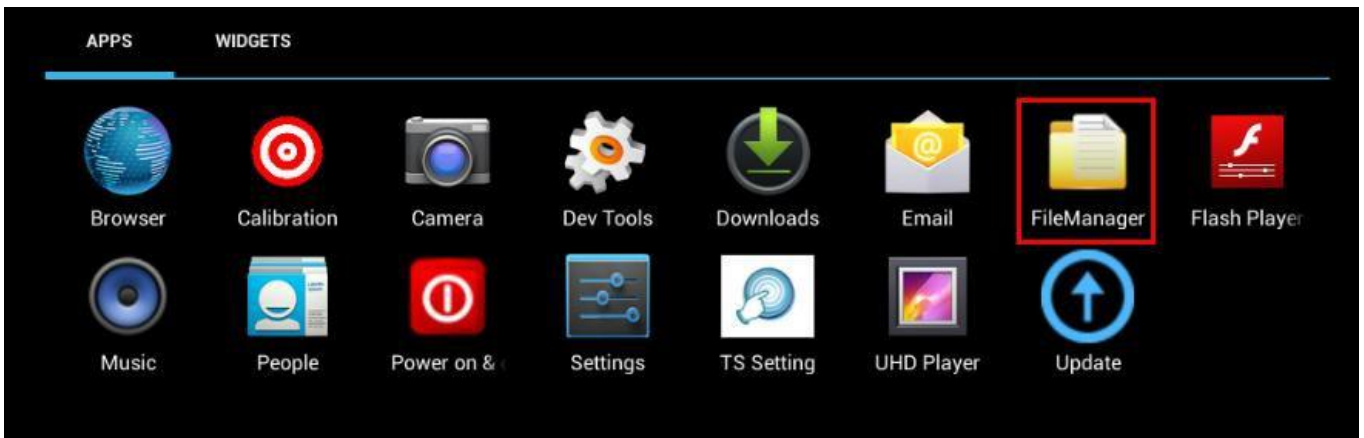 APPS WIDGETS
Browser Calibration Camera Dev Tools Downloads Email FileManager Flash Player
Music People Power on & Settings TS Setting UHD Player Update